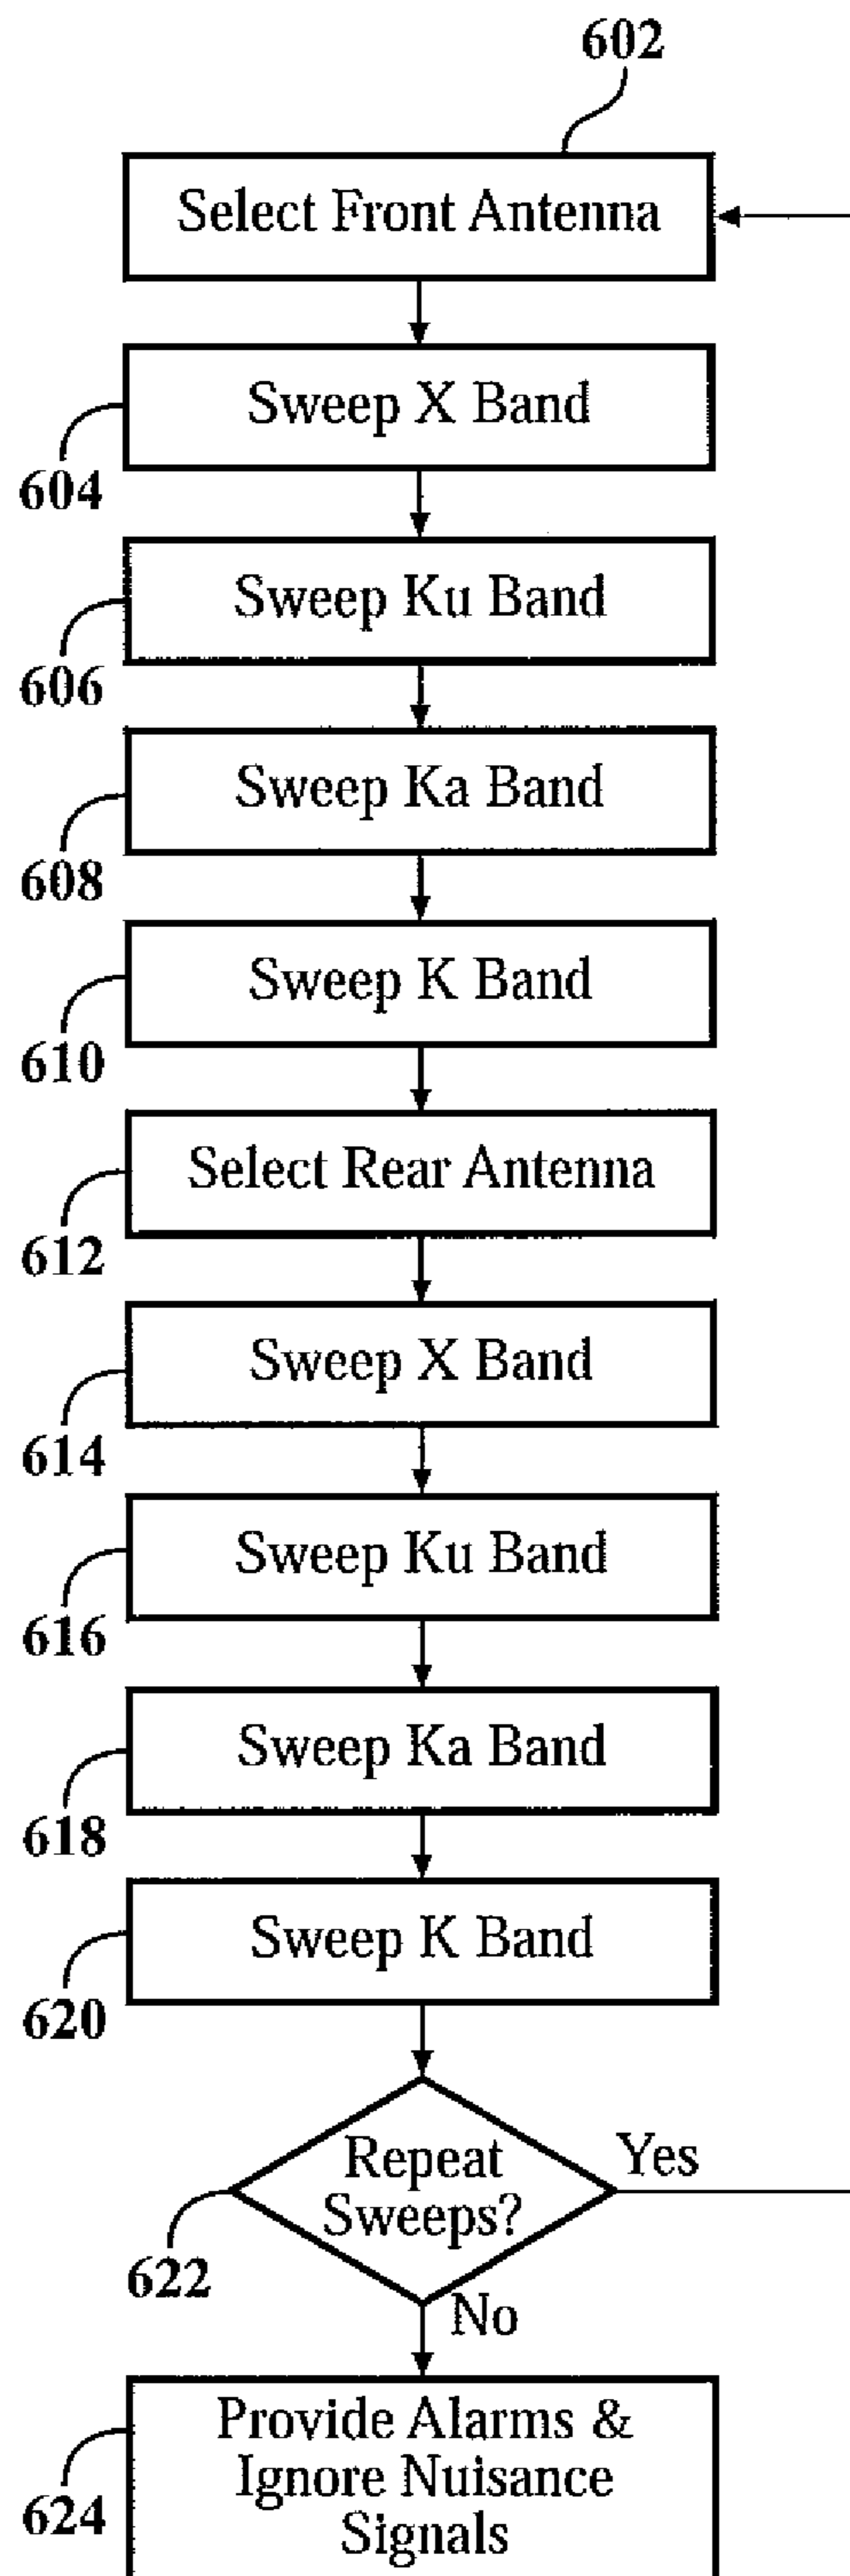 602
Select Front Antenna
Sweep X Band
604
Sweep Ku Band
606
Sweep Ka Band
608
Sweep K Band
610
Select Rear Antenna
612
Sweep X Band
614
Sweep Ku Band
616
Sweep Ka Band
618
Sweep K Band
620
Repeat
Sweeps?
Yes
622
No
Provide Alarms &
Ignore Nuisance
Signals
624